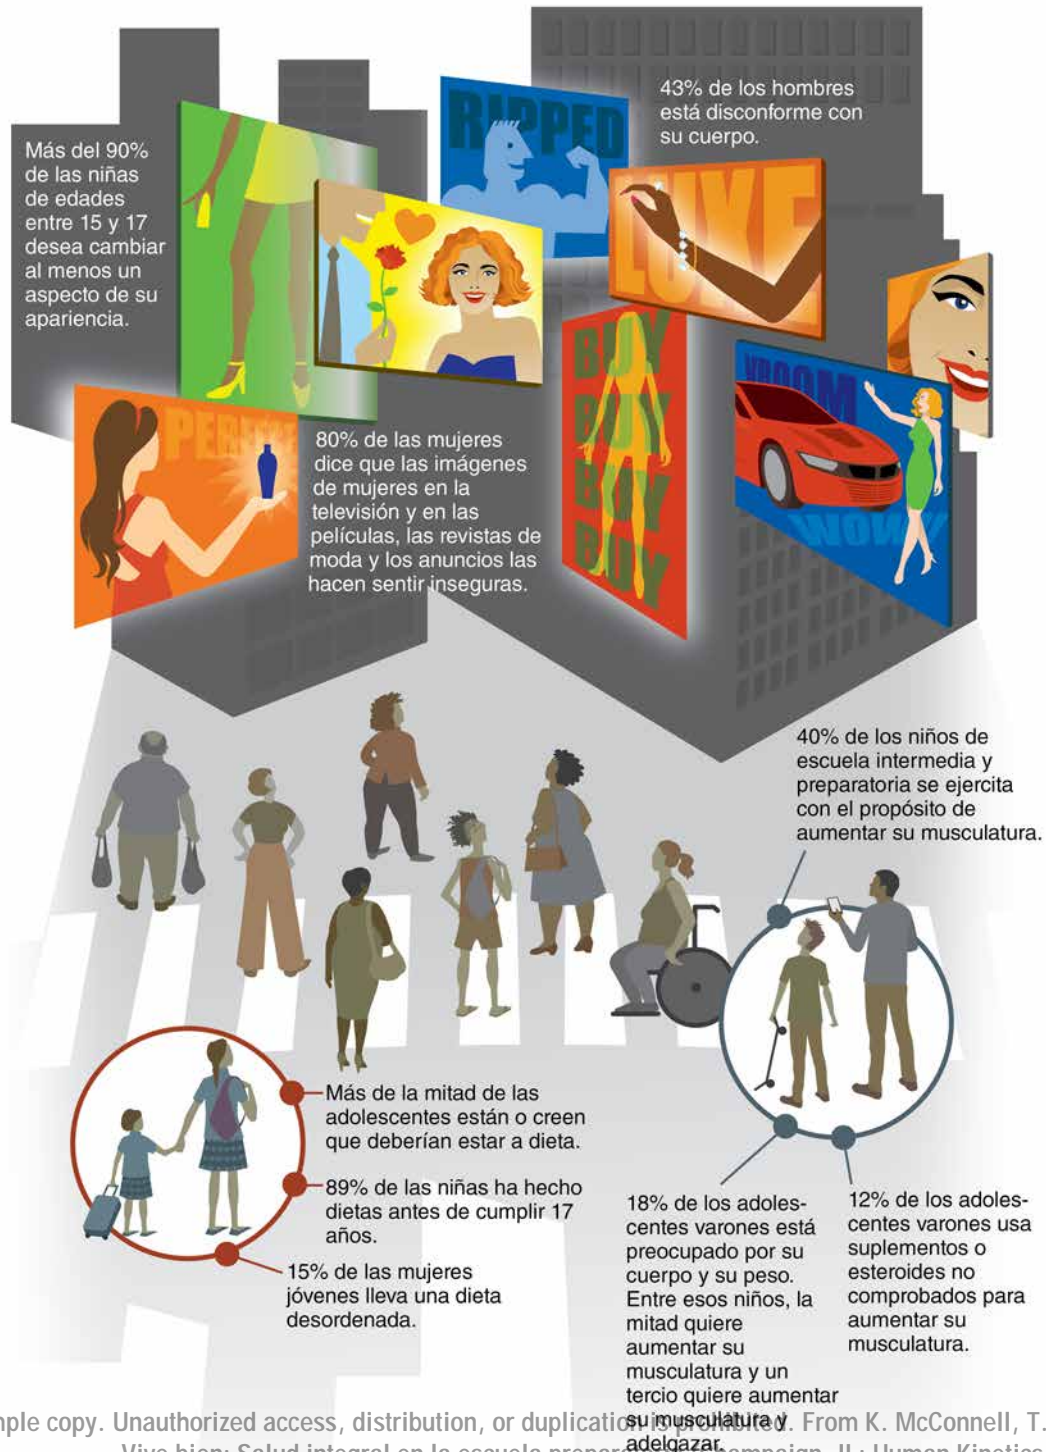 Más del 90%
de las niñas
de edades
entre 15 y 17
desea cambiar
al menos un
aspecto de su
apariencia.
RIPPED
43% de los hombres
está disconforme con
su cuerpo.
LUXE
PERFECT
80% de las mujeres
dice que las imágenes
de mujeres en la
televisión y en las
películas, las revistas de
moda y los anuncios las
hacen sentir inseguras.
BUY
BUY
BUY
BUY
VROOM
WOW
40% de los niños de
escuela intermedia y
preparatoria se ejercita
con el propósito de
aumentar su musculatura.
Más de la mitad de las
adolescentes están o creen
que deberían estar a dieta.
89% de las niñas ha hecho
dietas antes de cumplir 17
años.
15% de las mujeres
jóvenes lleva una dieta
desordenada.
18% de los adoles-
centes varones está
preocupado por su
cuerpo y su peso.
Entre esos niños, la
mitad quiere
aumentar su
musculatura y un
tercio quiere aumentar
su musculatura y
adelgazar.
12% de los adoles-
centes varones usa
suplementos o
esteroides no
comprobados para
aumentar su
musculatura.
copy. Unauthorized access, distribution, or duplication is prohibited. From K. McConnell, T.
Vive bien: Salud integral en la escuela preparatoria